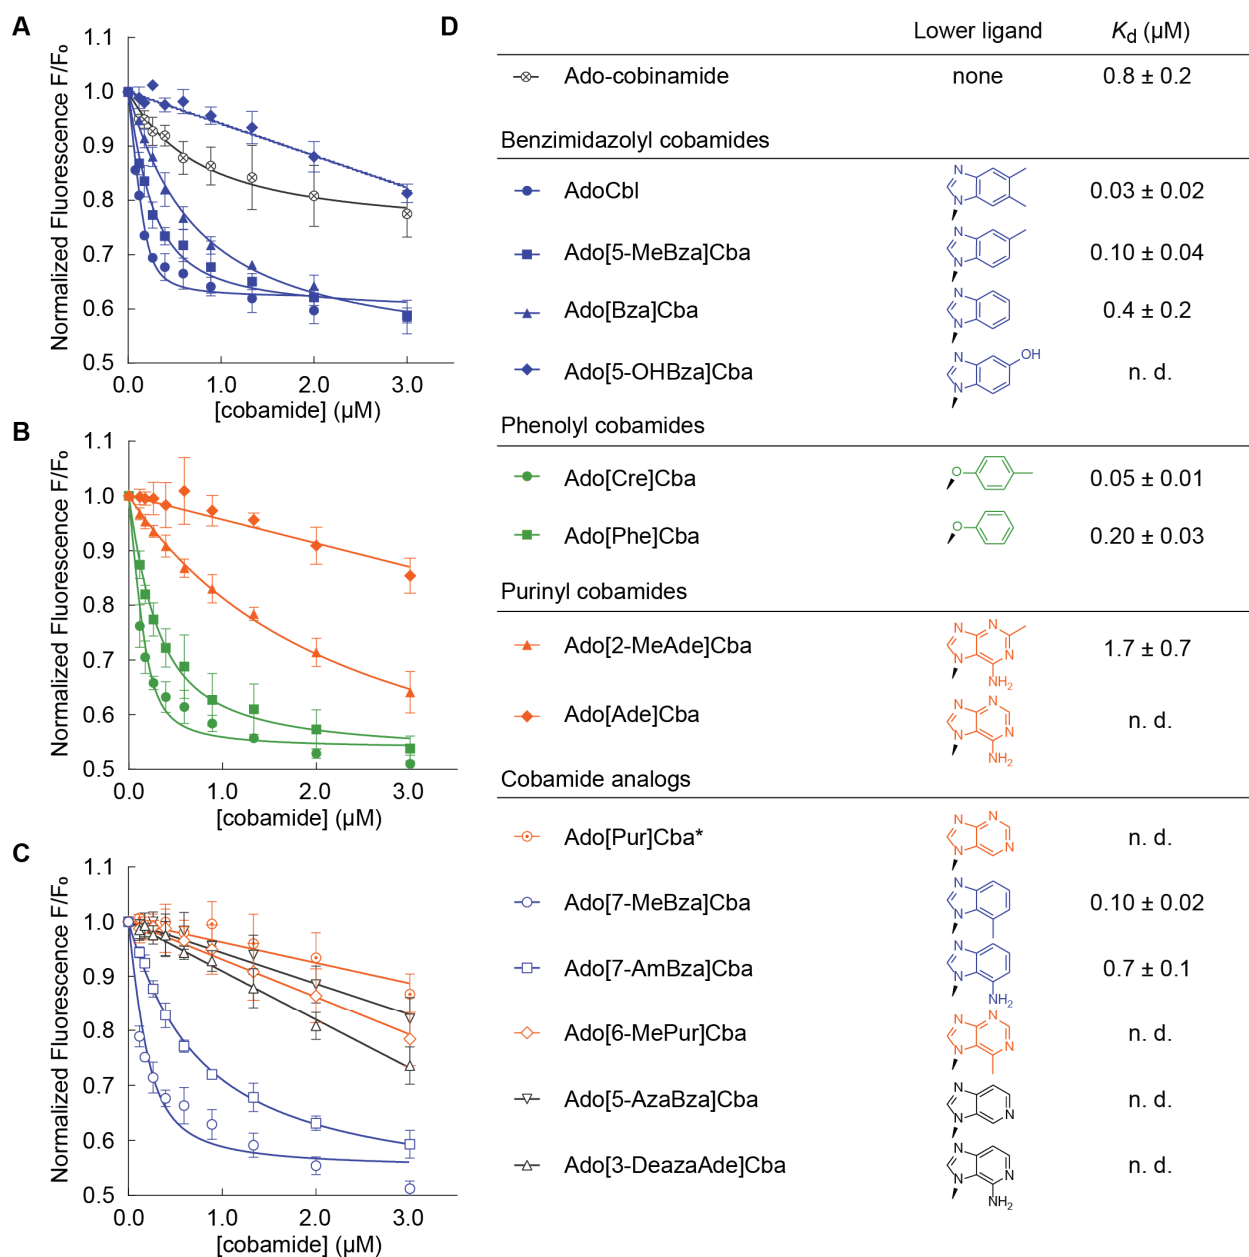 A
1.1
1.0
0.9
0.8
0.7
0.6
0.5
Normalized Fluorescence F/F₀
0.0 1.0 2.0 3.0
[cobamide] (µM)
B
1.1
1.0
0.9
0.8
0.7
0.6
0.5
Normalized Fluorescence F/F₀
0.0 1.0 2.0 3.0
[cobamide] (µM)
C
1.1
1.0
0.9
0.8
0.7
0.6
0.5
Normalized Fluorescence F/F₀
0.0 1.0 2.0 3.0
[cobamide] (µM)
D
Lower ligand Kd (µM)
Ado-cobinamide none 0.8 ± 0.2
Benzimidazolyl cobamides
AdoCbl N N 0.03 ± 0.02
Ado[5-MeBza]Cba N N 0.10 ± 0.04
Ado[Bza]Cba N N 0.4 ± 0.2
Ado[5-OHBza]Cba N N OH n. d.
Phenolyl cobamides
Ado[Cre]Cba O 0.05 ± 0.01
Ado[Phe]Cba O 0.20 ± 0.03
Purinyl cobamides
Ado[2-MeAde]Cba N N N N NH₂ 1.7 ± 0.7
Ado[Ade]Cba N N N N NH₂ n. d.
Cobamide analogs
Ado[Pur]Cba* N N N N n. d.
Ado[7-MeBza]Cba N N 0.10 ± 0.02
Ado[7-AmBza]Cba N N NH₂ 0.7 ± 0.1
Ado[6-MePur]Cba N N N N n. d.
Ado[5-AzaBza]Cba N N N n. d.
Ado[3-DeazaAde]Cba N N N NH₂ n. d.